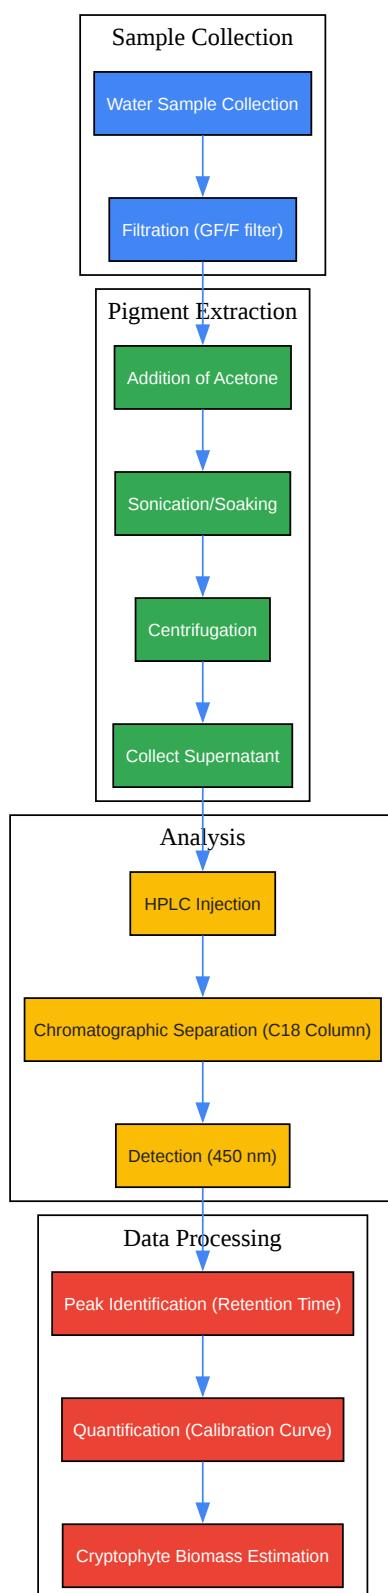 Sample Collection
Water Sample Collection
Filtration (GF/F filter)
Pigment Extraction
Addition of Acetone
Sonication/Soaking
Centrifugation
Collect Supernatant
Analysis
HPLC Injection
Chromatographic Separation (C18 Column)
Detection (450 nm)
Data Processing
Peak Identification (Retention Time)
Quantification (Calibration Curve)
Cryptophyte Biomass Estimation